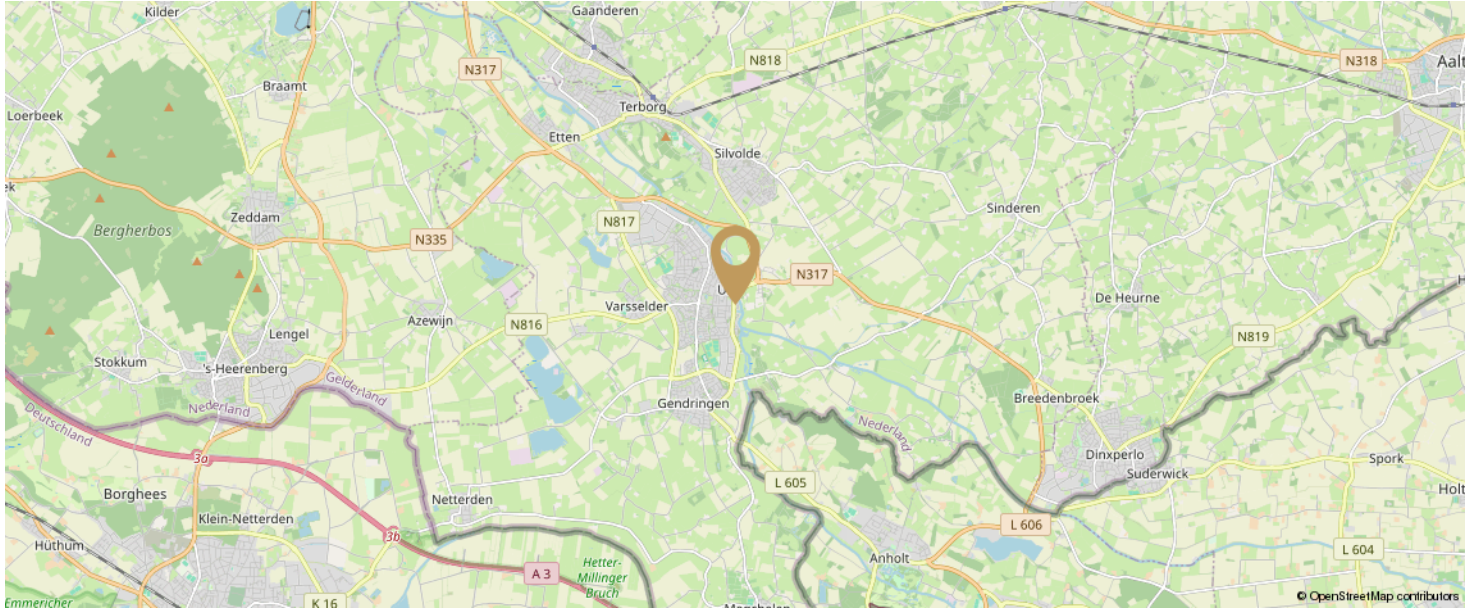 Kilder
Gaanderen
N818
N318
Aalt
N317
Braamt
Terborg
Loerbeek
Etten
Silvolde
ek
Zeddam
N817
Sinderen
Bergherbos
N335
N317
U
De Heurne
Varsselder
Azewijn
N816
Lengel
N819
Stokkum
's-Heerenberg
Gelderland
Nederland
Deutschland
Gendringen
Breedenbroek
Nederland
3a
Dinxperlo
Spork
Suderwick
L 605
Borghees
Netterden
Holt
Klein-Netterden
L 606
3b
Hüthum
Anholt
L 604
A 3
Hetter-
Millinger
Bruch
Emmericher
K 16
© OpenStreetMap contributors